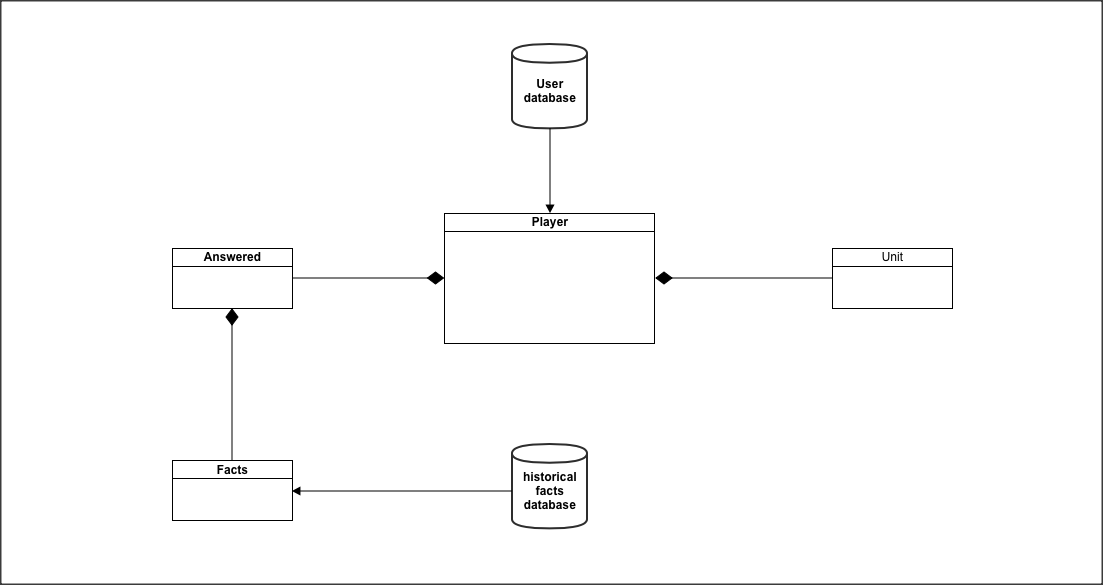 User
database
Player
Answered
Unit
Facts
historical
facts
database